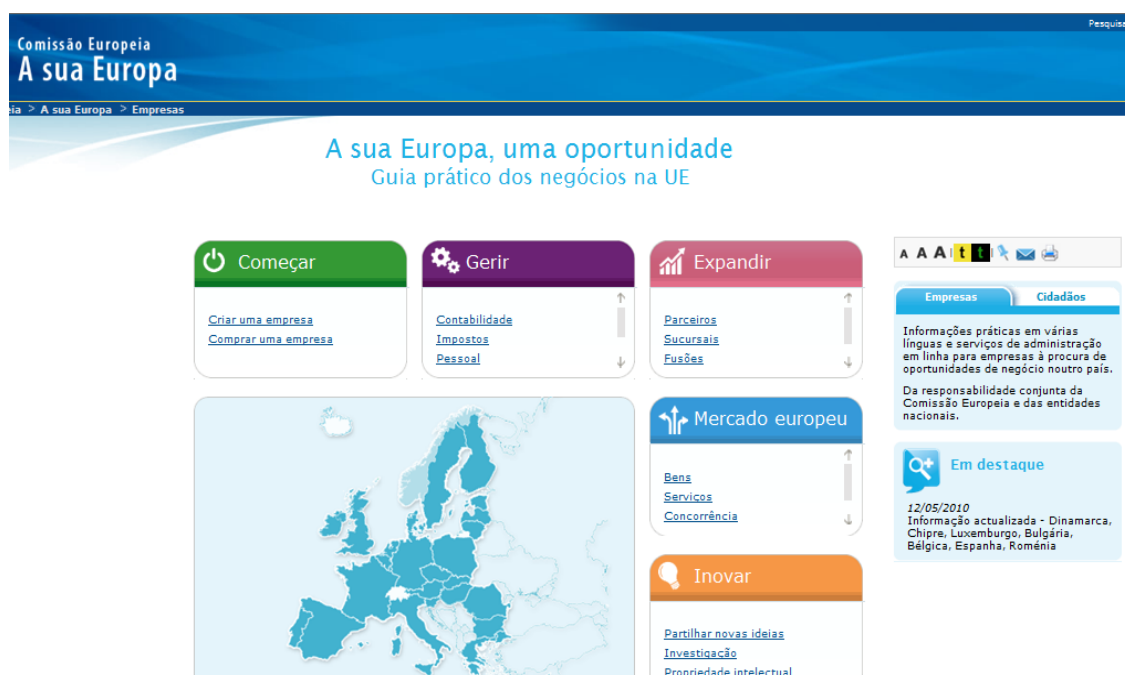 Pesquisa
Comissão Europeia
A sua Europa
eia > A sua Europa > Empresas
A sua Europa, uma oportunidade
Guia prático dos negócios na UE
Começar
Criar uma empresa
Comprar uma empresa
Gerir
Contabilidade
Impostos
Pessoal
Expandir
Parceiros
Sucursais
Fusões
A A A t t
Empresas
Cidadãos
Informações práticas em várias
línguas e serviços de administração
em linha para empresas à procura de
oportunidades de negócio noutro país.
Da responsabilidade conjunta da
Comissão Europeia e das entidades
nacionais.
Mercado europeu
Bens
Serviços
Concorrência
Em destaque
12/05/2010
Informação actualizada - Dinamarca,
Chipre, Luxemburgo, Bulgária,
Bélgica, Espanha, Roménia
Inovar
Partilhar novas ideias
Investigação
Propriedade intelectual